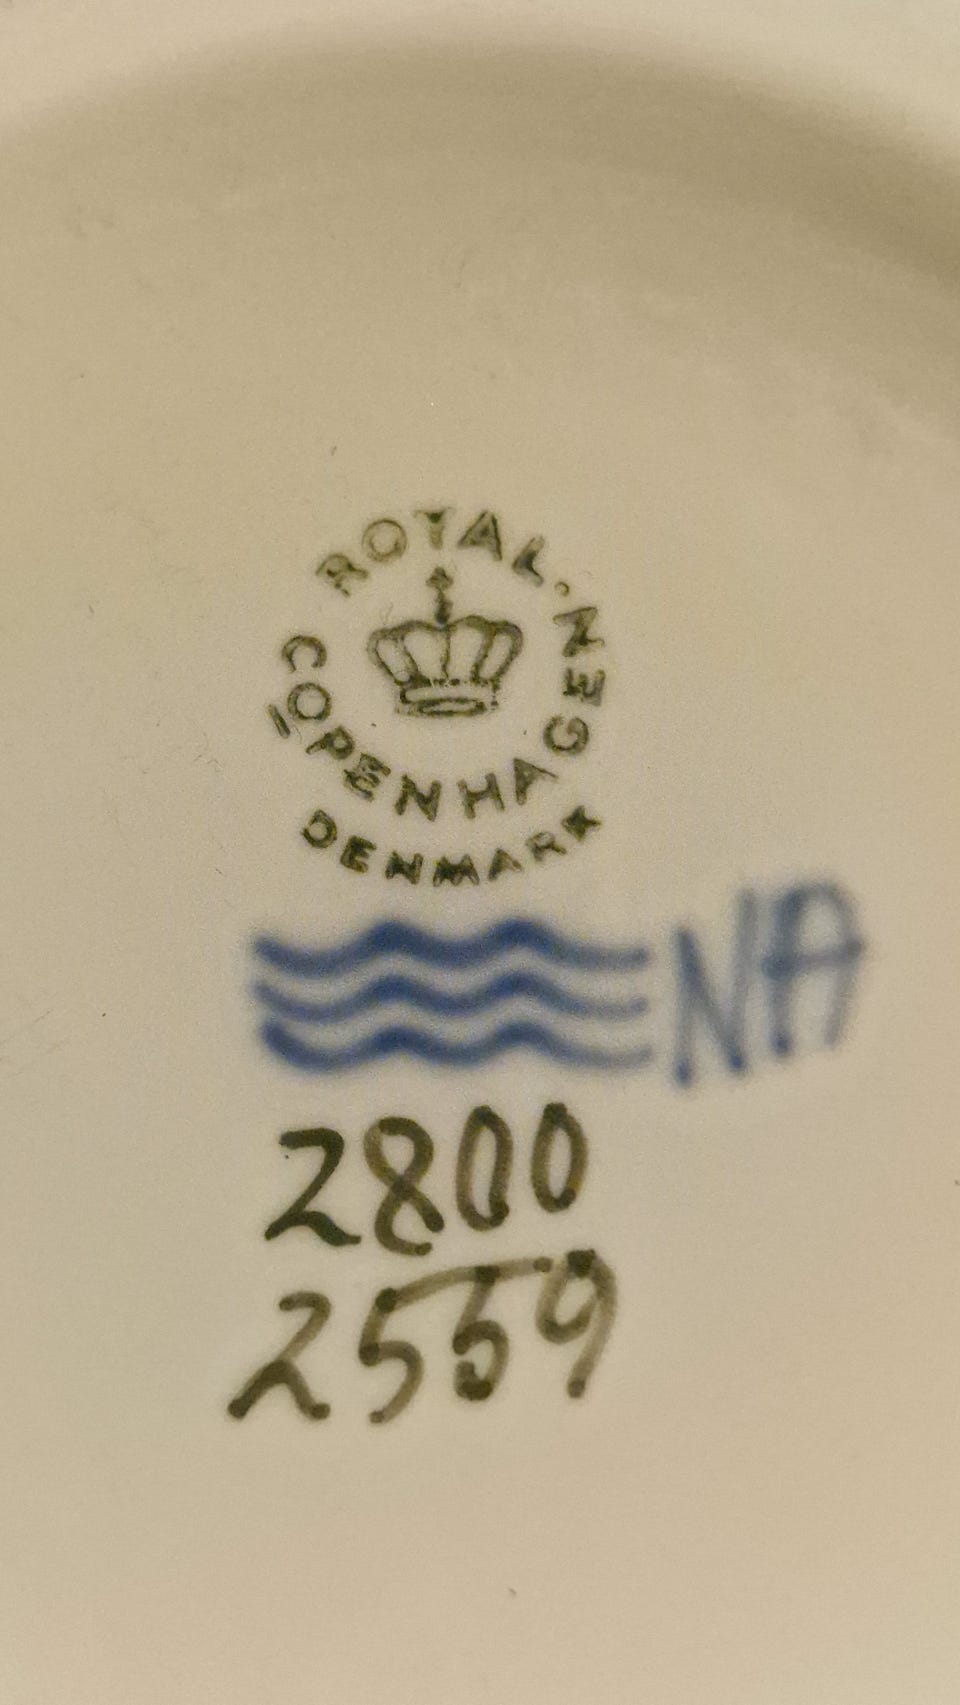 ROYAL.
COPENHAGEN
DENMARK
NA
2800
2559